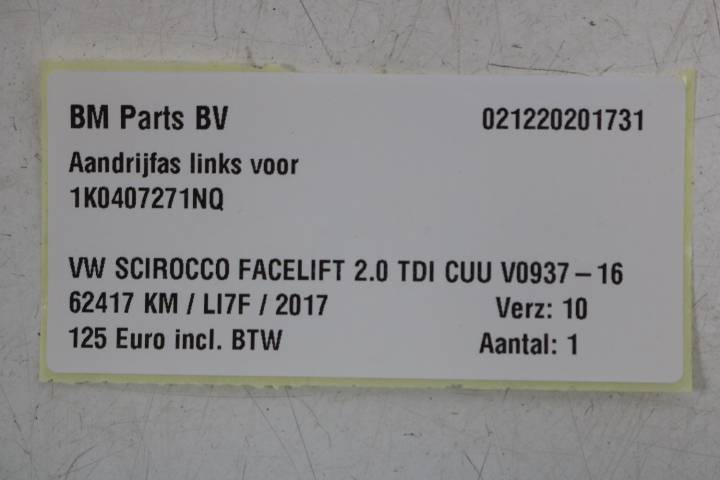 BM Parts BV 021220201731
Aandrijfas links voor
1K0407271NQ
VW SCIROCCO FACELIFT 2.0 TDI CUU V0937-16
62417 KM / LI7F / 2017 Verz: 10
125 Euro incl. BTW Aantal: 1